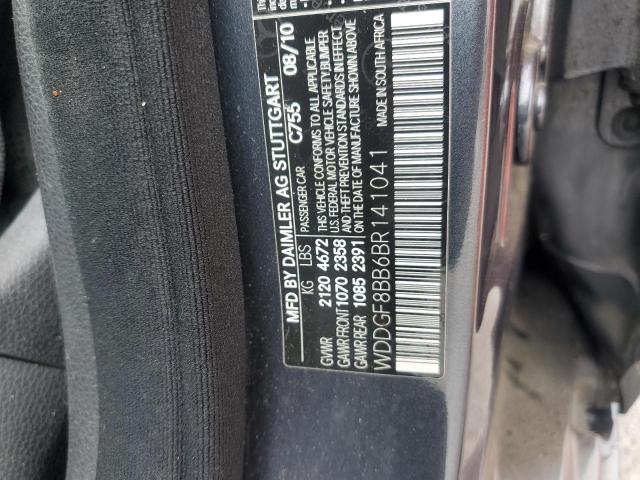 MFD BY DAIMLER AG STUTTGART
KG LBS PASSENGER CAR C755 08/10
GVWR 2120 4672 THIS VEHICLE CONFORMS TO ALL APPLICABLE
U.S. FEDERAL MOTOR VEHICLE SAFETY, BUMPER
GAWR FRONT 1070 2358 AND THEFT PREVENTION STANDARDS IN EFFECT
GAWR REAR 1085 2391 ON THE DATE OF MANUFACTURE SHOWN ABOVE
WDDGF8BB6BR141041 MADE IN SOUTH AFRICA